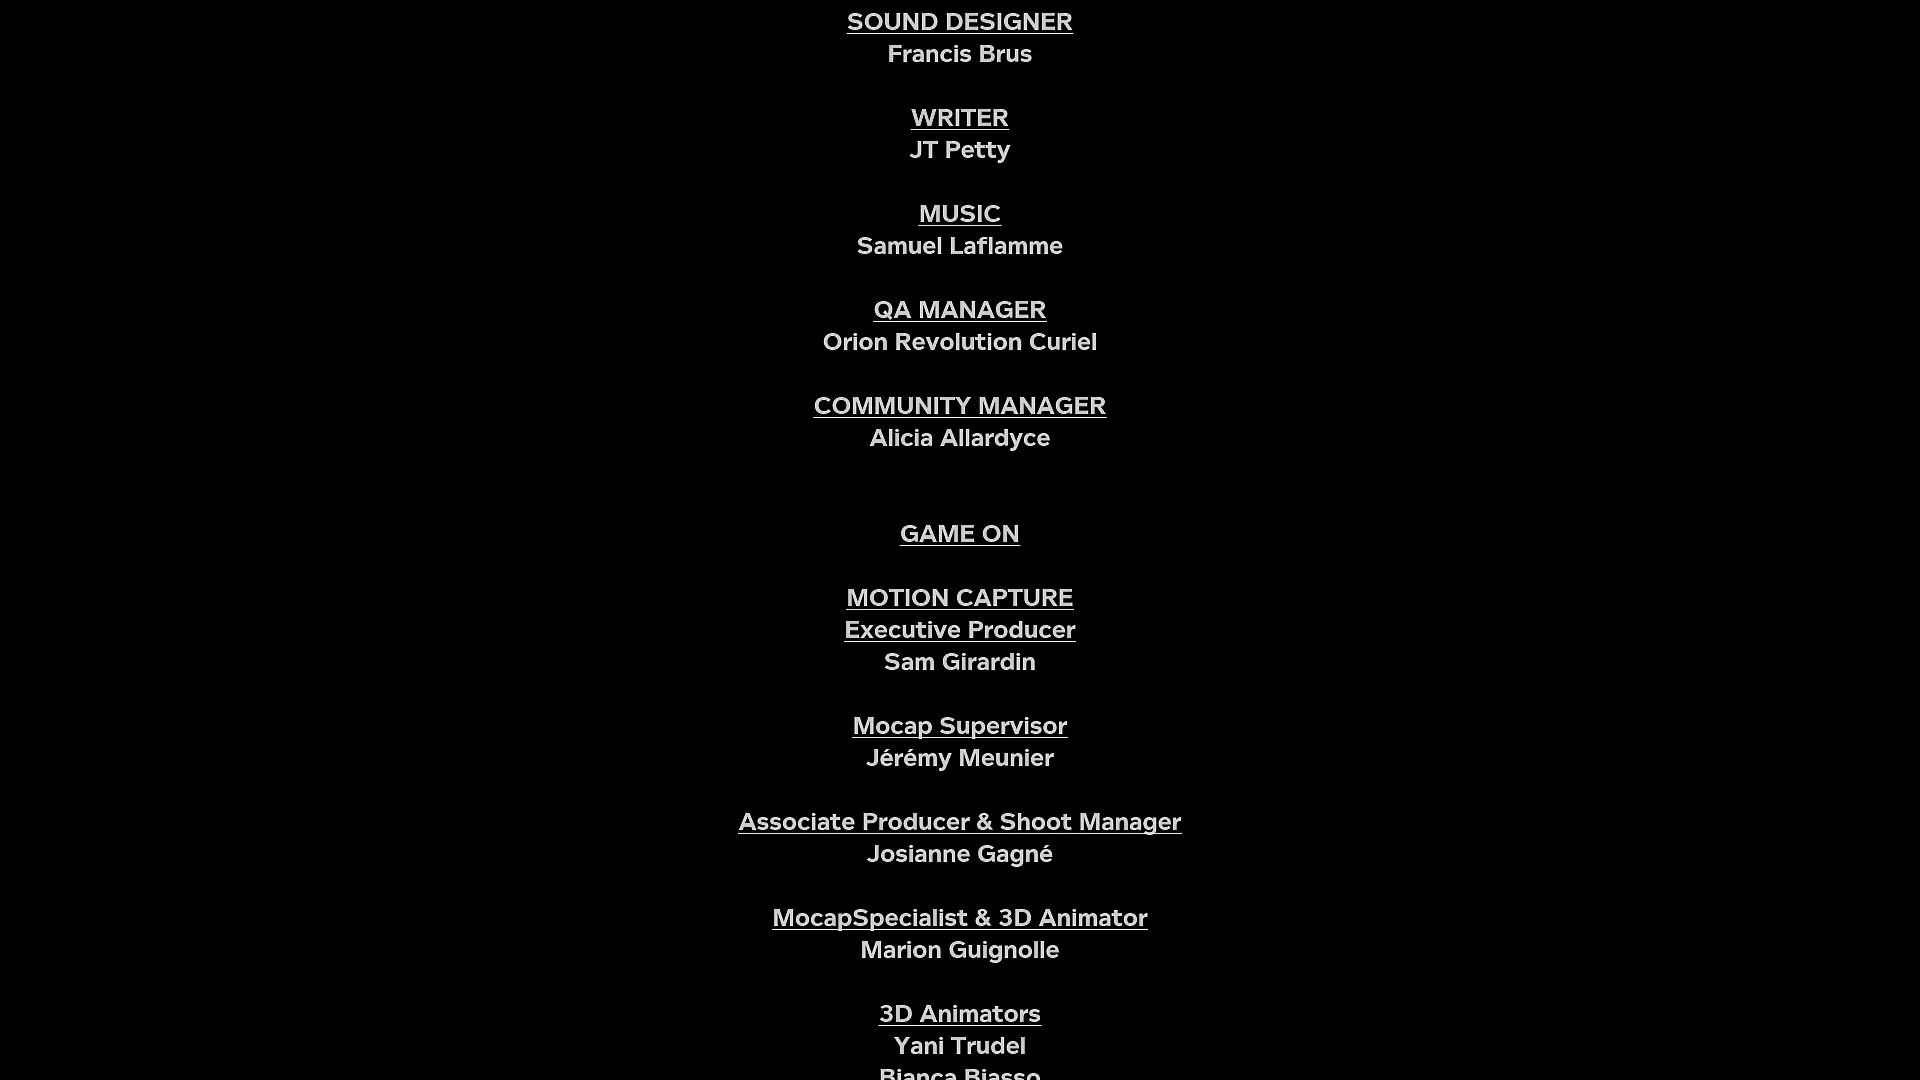 SOUND DESIGNER
Francis Brus
WRITER
JT Petty
MUSIC
Samuel Laflamme
QA MANAGER
Orion Revolution Curiel
COMMUNITY MANAGER
Alicia Allardyce
GAME ON
MOTION CAPTURE
Executive Producer
Sam Girardin
Mocap Supervisor
Jérémy Meunier
Associate Producer & Shoot Manager
Josianne Gagné
MocapSpecialist & 3D Animator
Marion Guignolle
3D Animators
Yani Trudel
Bianca Biasso